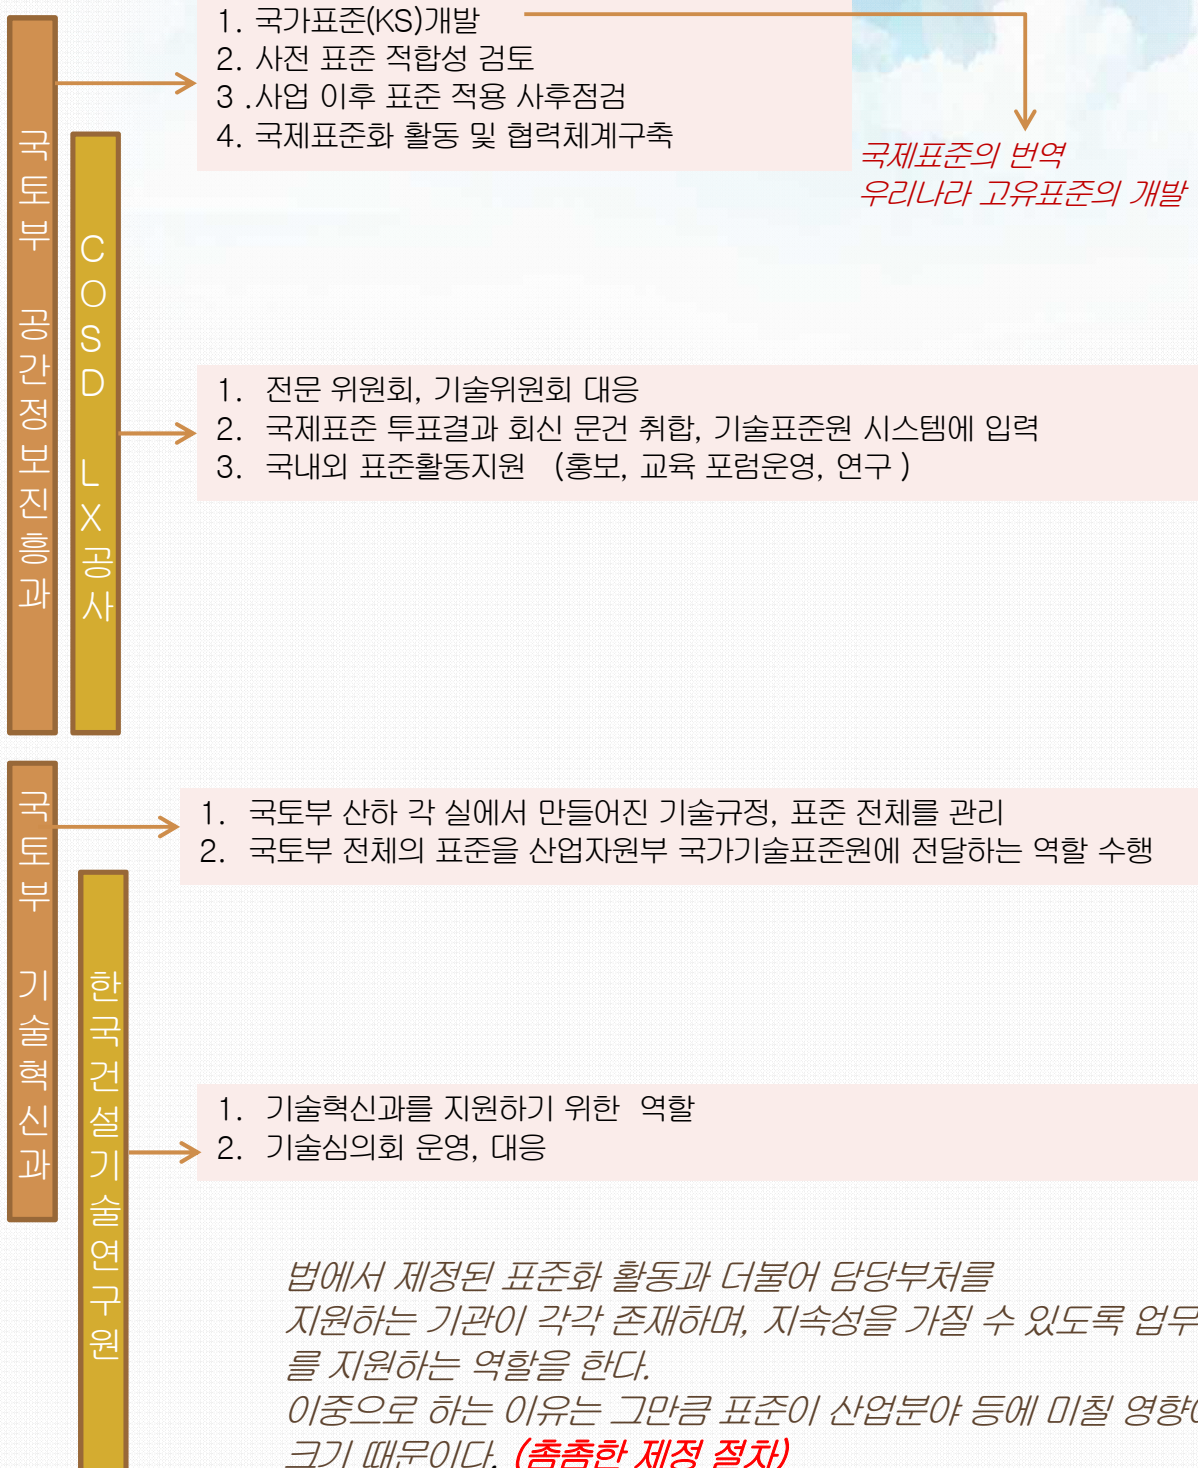 국토부 공간정보진흥과
1. 국가표준(KS)개발
2. 사전 표준 적합성 검토
3 .사업 이후 표준 적용 사후점검
4. 국제표준화 활동 및 협력체계구축
국제표준의 번역
우리나라 고유표준의 개발
COSD LX공사
1. 전문 위원회, 기술위원회 대응
2. 국제표준 투표결과 회신 문건 취합, 기술표준원 시스템에 입력
3. 국내외 표준활동지원 (홍보, 교육 포럼운영, 연구 )
국토부 기술혁신과
1. 국토부 산하 각 실에서 만들어진 기술규정, 표준 전체를 관리
2. 국토부 전체의 표준을 산업자원부 국가기술표준원에 전달하는 역할 수행
한국건설기술연구원
1. 기술혁신과를 지원하기 위한 역할
2. 기술심의회 운영, 대응
법에서 제정된 표준화 활동과 더불어 담당부처를
지원하는 기관이 각각 존재하며, 지속성을 가질 수 있도록 업무
를 지원하는 역할을 한다.
이중으로 하는 이유는 그만큼 표준이 산업분야 등에 미칠 영향이
크기 때문이다. (촘촘한 제정 절차)